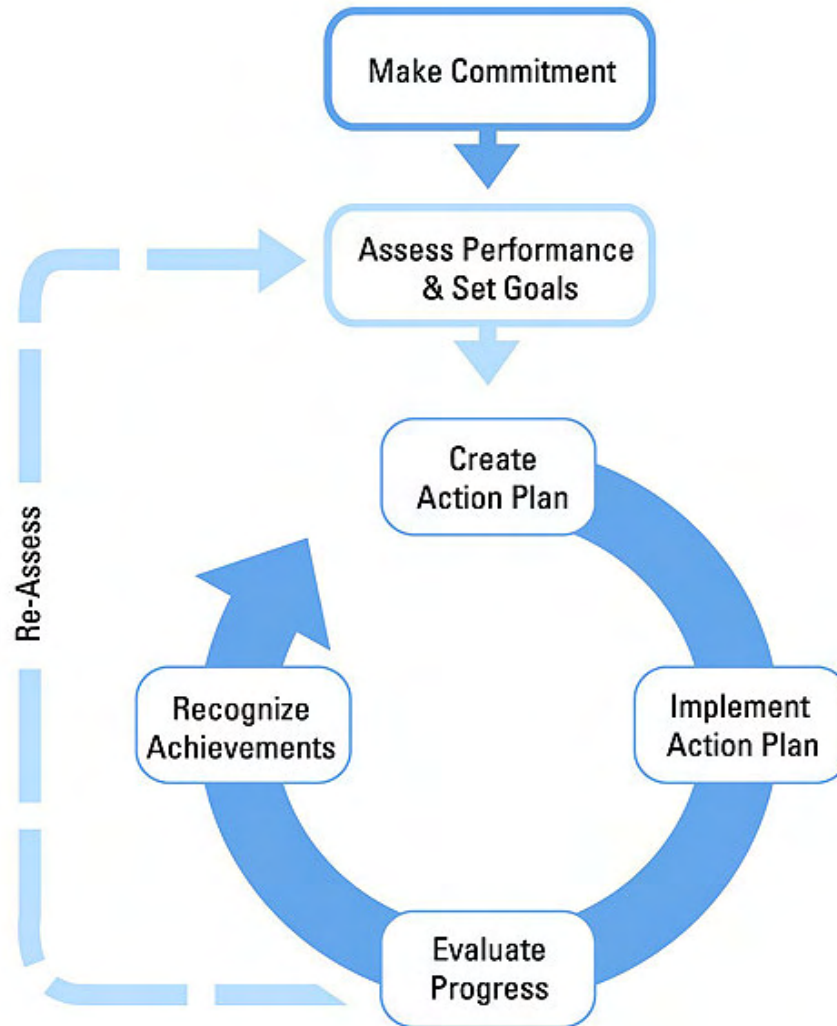 Make Commitment
Assess Performance
& Set Goals
Create
Action Plan
Re-Assess
Recognize
Achievements
Implement
Action Plan
Evaluate
Progress